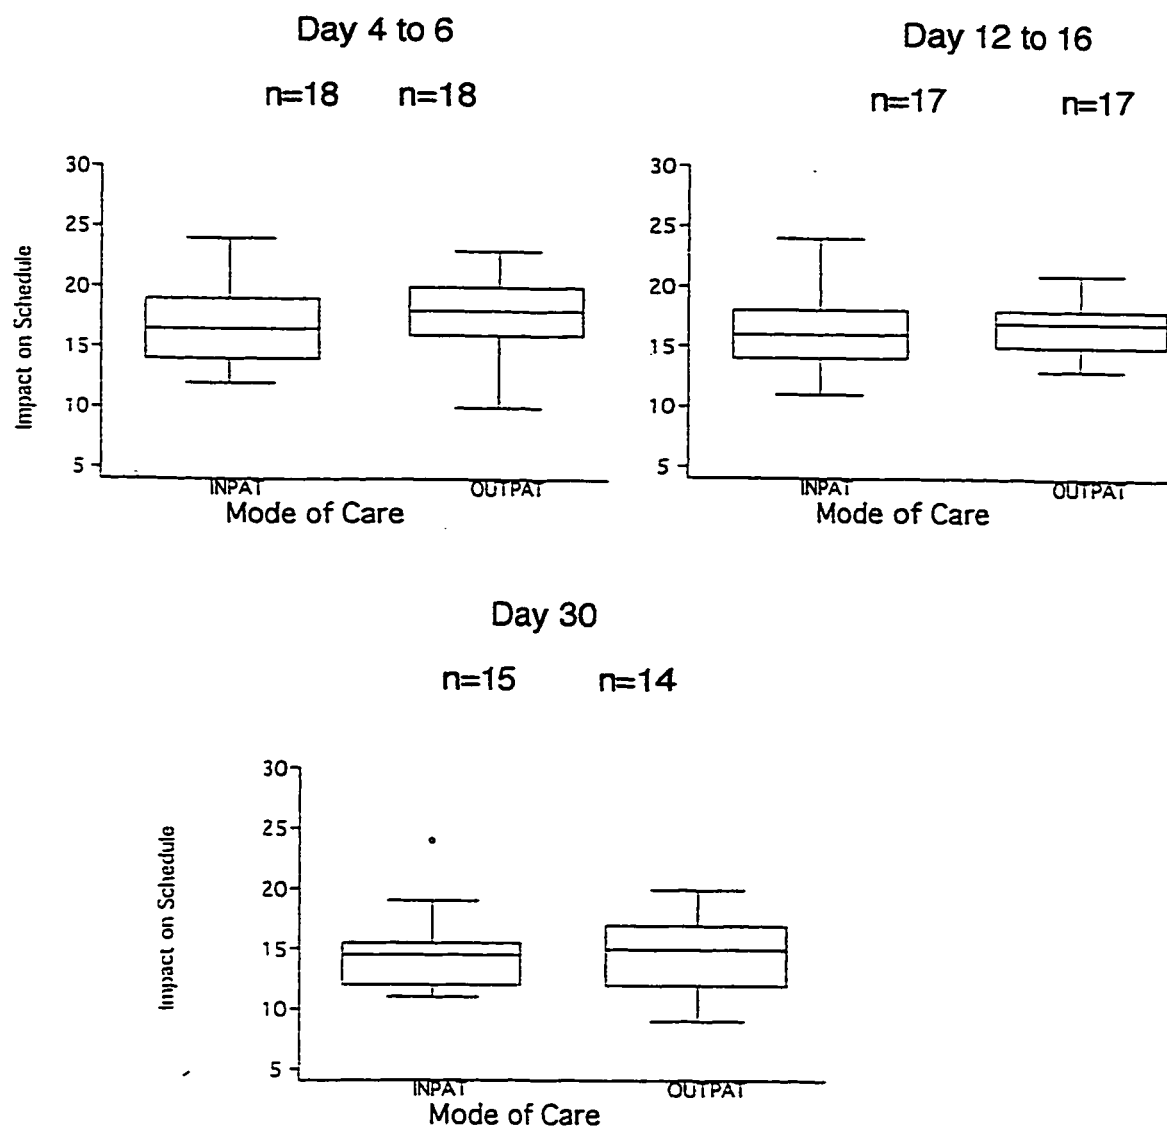 Day 4 to 6
n=18 n=18
30
25
20
15
10
5
Impact on Schedule
INPAT OUTPAT
Mode of Care
Day 12 to 16
n=17 n=17
30
25
20
15
10
5
INPAT OUTPAT
Mode of Care
Day 30
n=15 n=14
30
25
20
15
10
5
Impact on Schedule
INPAT OUTPAT
Mode of Care